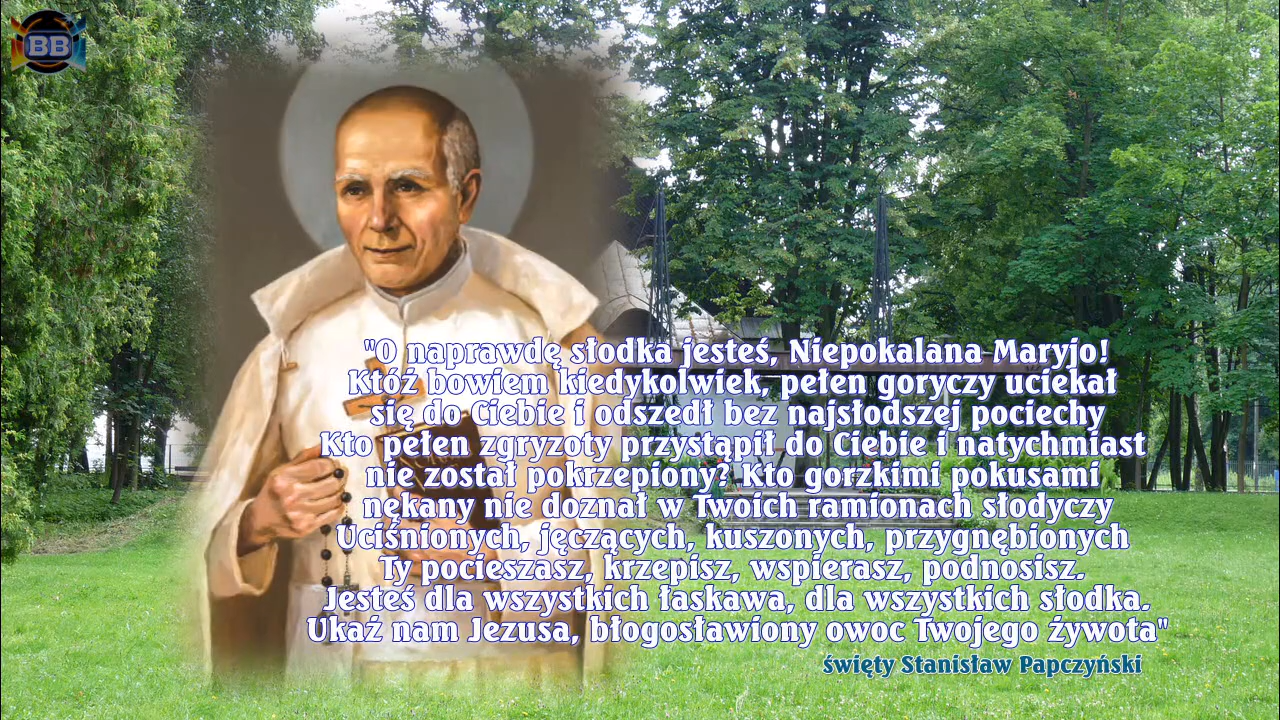 BB
"O naprawdę słodka jesteś, Niepokalana Maryjo!
Któż bowiem kiedykolwiek, pełen goryczy uciekał
się do Ciebie i odszedł bez najsłodszej pociechy
Kto pełen zgryzoty przystąpił do Ciebie i natychmiast
nie został pokrzepiony? Kto gorzkimi pokusami
nękany nie doznał w Twoich ramionach słodyczy
Uciśnionych, jęczących, kuszonych, przygnębionych
Ty pocieszasz, krzepisz, wspierasz, podnosisz.
Jesteś dla wszystkich łaskawa, dla wszystkich słodka.
Ukaż nam Jezusa, błogosławiony owoc Twojego żywota"
święty Stanisław Papczyński